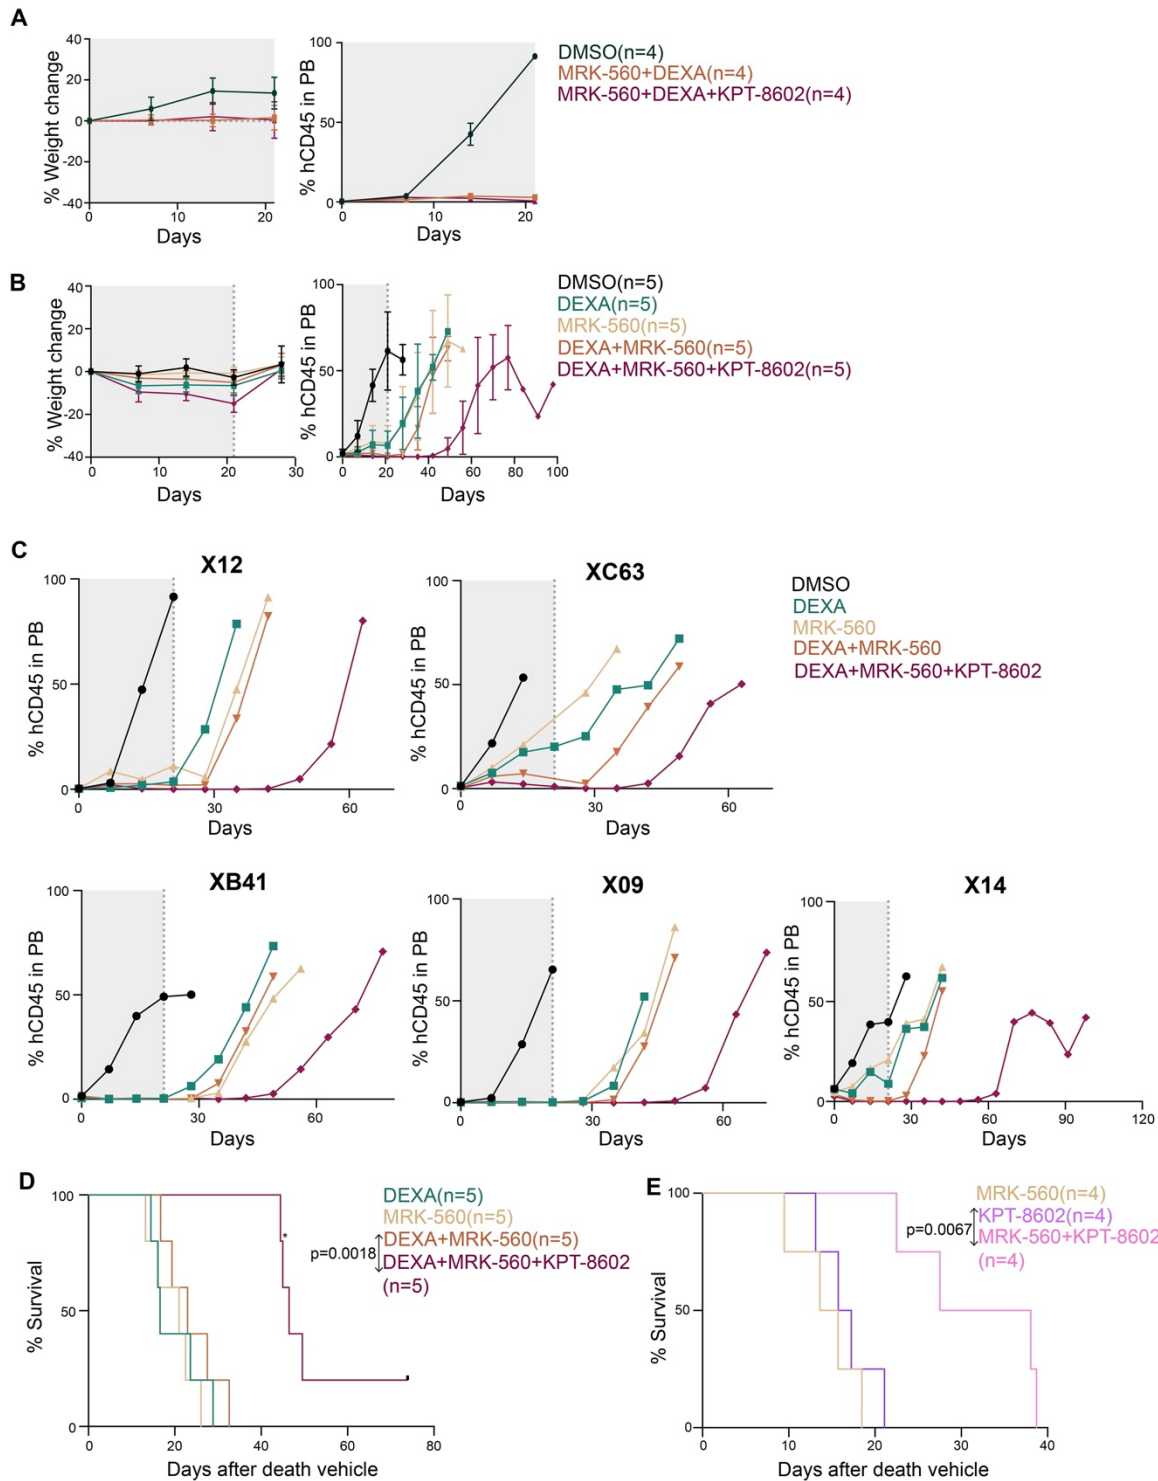 A
% Weight change
40
20
0
-20
-40
0
10
20
Days
% hCD45 in PB
100
50
0
0
10
20
Days
DMSO(n=4)
MRK-560+DEXA(n=4)
MRK-560+DEXA+KPT-8602(n=4)
B
% Weight change
40
20
0
-20
-40
0
10
20
30
Days
% hCD45 in PB
100
50
0
0
20
40
60
80
100
Days
DMSO(n=5)
DEXA(n=5)
MRK-560(n=5)
DEXA+MRK-560(n=5)
DEXA+MRK-560+KPT-8602(n=5)
C
X12
% hCD45 in PB
100
50
0
0
30
60
Days
XC63
% hCD45 in PB
100
50
0
0
30
60
Days
DMSO
DEXA
MRK-560
DEXA+MRK-560
DEXA+MRK-560+KPT-8602
XB41
% hCD45 in PB
100
50
0
0
30
60
Days
X09
% hCD45 in PB
100
50
0
0
30
60
Days
X14
% hCD45 in PB
100
50
0
0
30
60
90
120
Days
D
% Survival
100
50
0
0
20
40
60
80
Days after death vehicle
*
p=0.0018
DEXA(n=5)
MRK-560(n=5)
DEXA+MRK-560(n=5)
DEXA+MRK-560+KPT-8602
(n=5)
E
% Survival
100
50
0
0
10
20
30
40
Days after death vehicle
p=0.0067
MRK-560(n=4)
KPT-8602(n=4)
MRK-560+KPT-8602
(n=4)